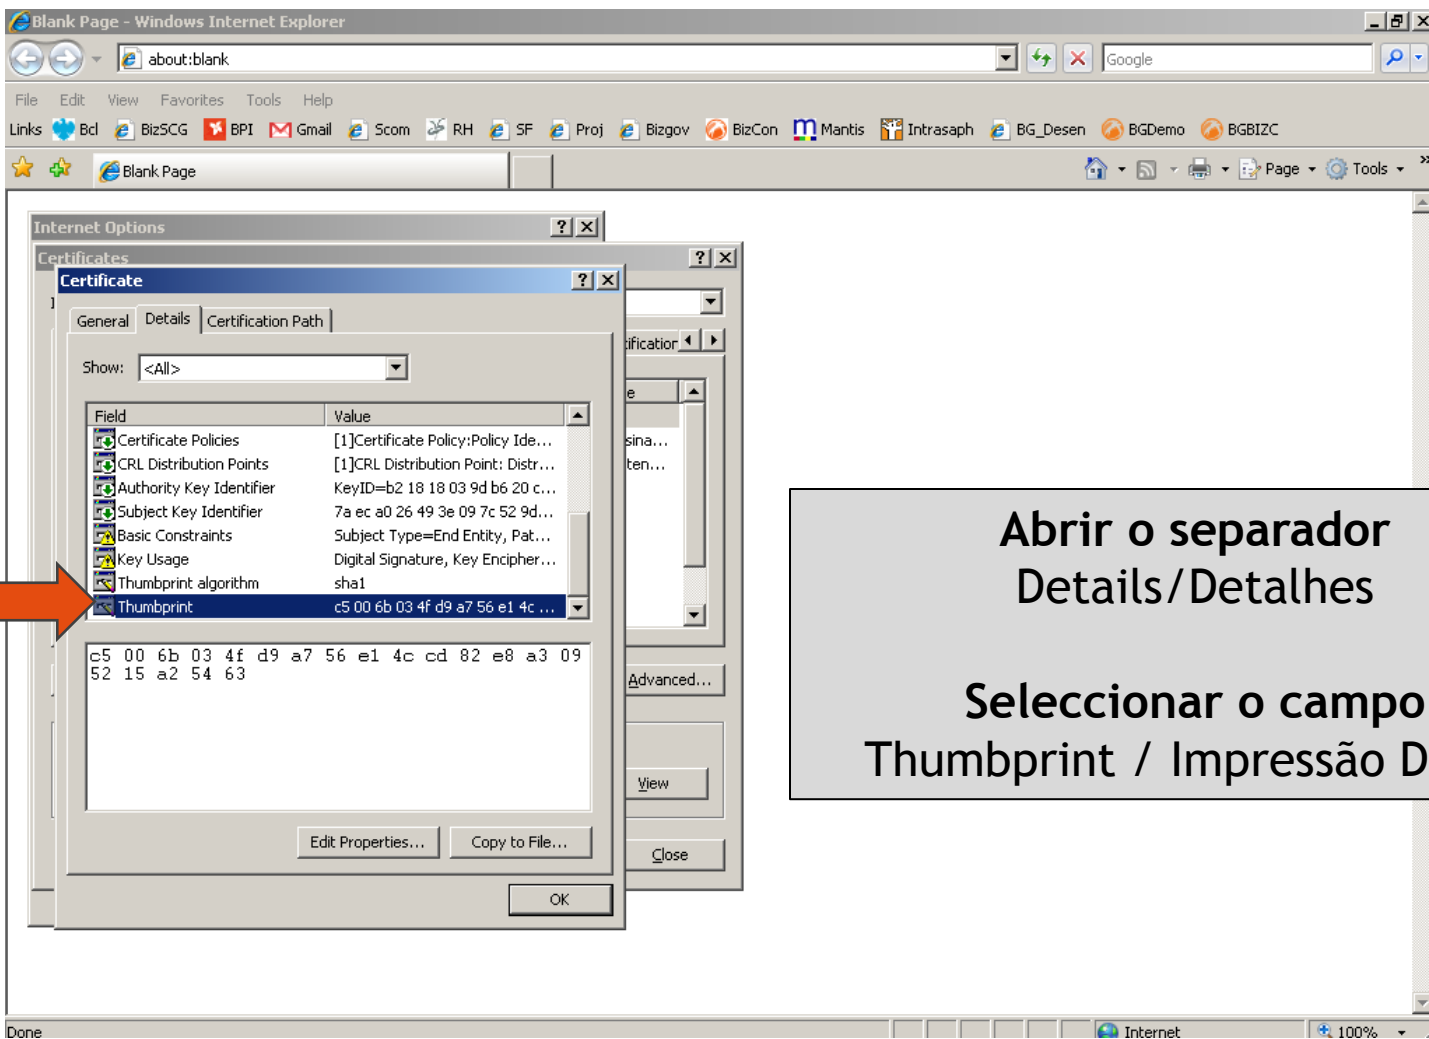 Blank Page - Windows Internet Explorer
about:blank
Google
File Edit View Favorites Tools Help
Links Bcl BizSCG BPI Gmail Scom RH SF Proj Bizgov BizCon Mantis Intrasaph BG_Desen BGDemo BGBIZC
Blank Page
Page Tools
Internet Options
Certificates
Certificate
General Details Certification Path
Show: <All>
Field Value
Certificate Policies [1]Certificate Policy:Policy Ide...
CRL Distribution Points [1]CRL Distribution Point: Distr...
Authority Key Identifier KeyID=b2 18 18 03 9d b6 20 c...
Subject Key Identifier 7a ec a0 26 49 3e 09 7c 52 9d...
Basic Constraints Subject Type=End Entity, Pat...
Key Usage Digital Signature, Key Encipher...
Thumbprint algorithm sha1
Thumbprint c5 00 6b 03 4f d9 a7 56 e1 4c ...
c5 00 6b 03 4f d9 a7 56 e1 4c cd 82 e8 a3 09
52 15 a2 54 63
Edit Properties... Copy to File...
OK
Advanced...
View
Close
Abrir o separador
Details/Detalhes
Seleccionar o campo
Thumbprint / Impressão D
Done
Internet
100%